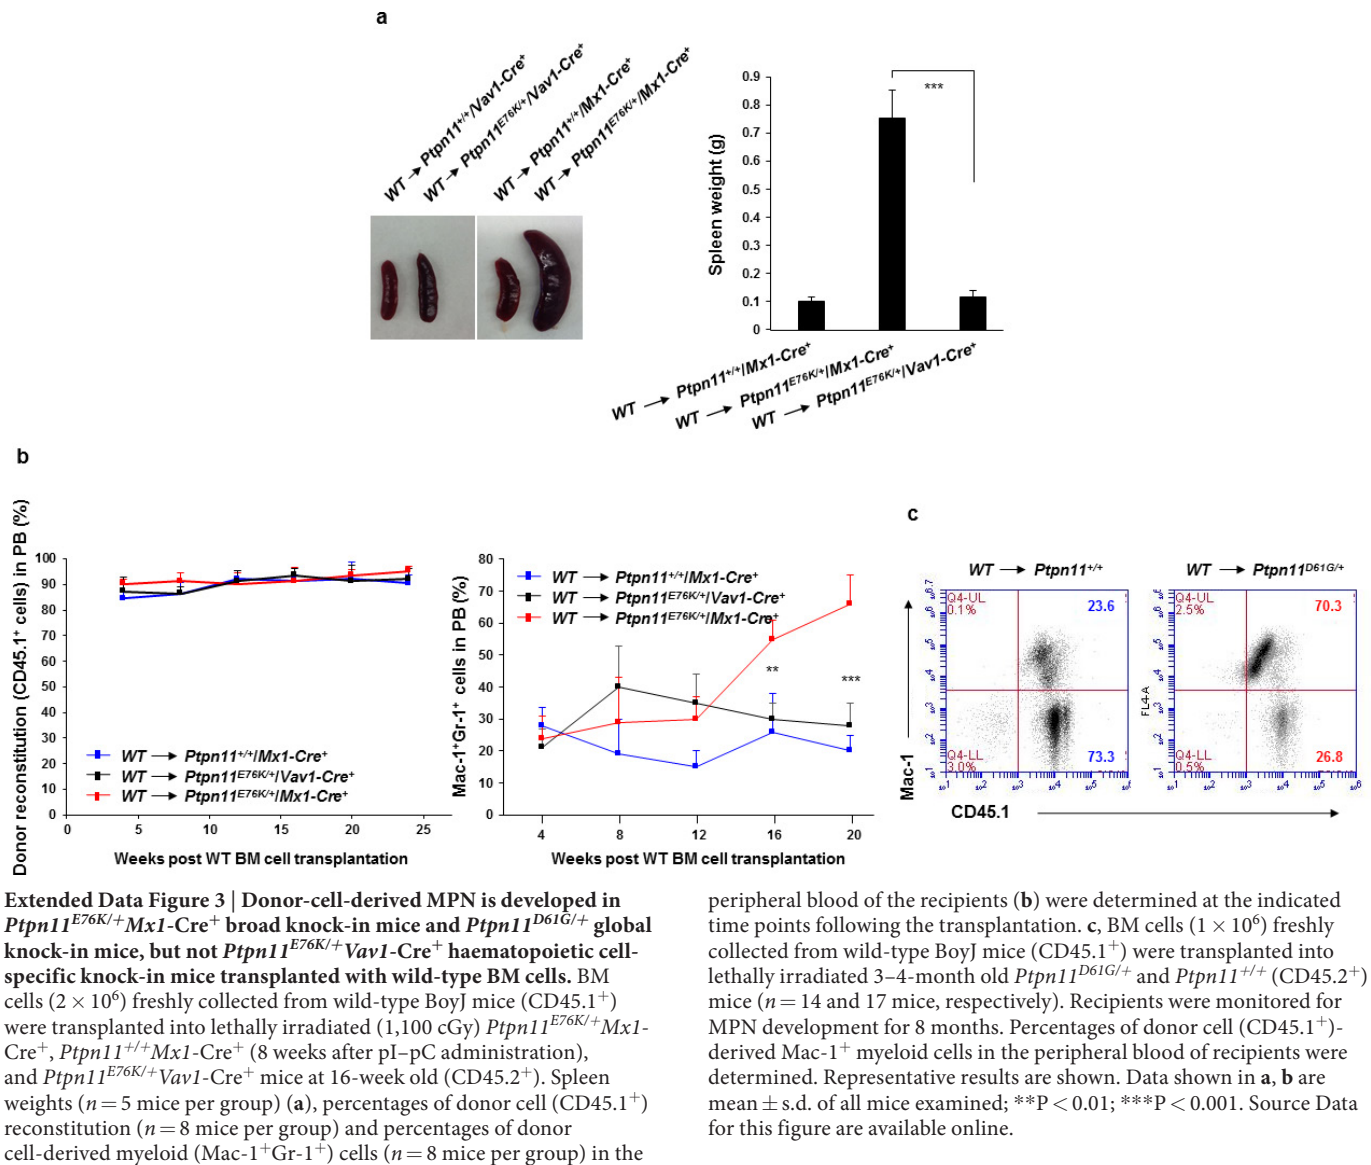 a
WT → Ptpn11+/+/Vav1-Cre+
WT → Ptpn11E76K/+/Vav1-Cre+
WT → Ptpn11+/+/Mx1-Cre+
WT → Ptpn11E76K/+/Mx1-Cre+
Spleen weight (g)
0.9
0.8
0.7
0.6
0.5
0.4
0.3
0.2
0.1
0
***
WT → Ptpn11+/+/Mx1-Cre+
WT → Ptpn11E76K/+/Mx1-Cre+
WT → Ptpn11E76K/+/Vav1-Cre+
b
Donor reconstitution (CD45.1+ cells) in PB (%)
100
90
80
70
60
50
40
30
20
10
0
WT → Ptpn11+/+/Mx1-Cre+
WT → Ptpn11E76K/+/Vav1-Cre+
WT → Ptpn11E76K/+/Mx1-Cre+
0 5 10 15 20 25
Weeks post WT BM cell transplantation
Mac-1+Gr-1+ cells in PB (%)
80
70
60
50
40
30
20
10
0
WT → Ptpn11+/+/Mx1-Cre+
WT → Ptpn11E76K/+/Vav1-Cre+
WT → Ptpn11E76K/+/Mx1-Cre+
**
***
4 8 12 16 20
Weeks post WT BM cell transplantation
c
WT → Ptpn11+/+
WT → Ptpn11D61G/+
Q4-UL
0.1%
23.6
Q4-LL
3.0%
73.3
Q4-UL
2.5%
70.3
Q4-LL
0.5%
26.8
FL4-A
Mac-1
CD45.1
Extended Data Figure 3 | Donor-cell-derived MPN is developed in
Ptpn11E76K/+Mx1-Cre+ broad knock-in mice and Ptpn11D61G/+ global
knock-in mice, but not Ptpn11E76K/+Vav1-Cre+ haematopoietic cell-
specific knock-in mice transplanted with wild-type BM cells. BM
cells (2 × 10⁶) freshly collected from wild-type BoyJ mice (CD45.1+)
were transplanted into lethally irradiated (1,100 cGy) Ptpn11E76K/+Mx1-
Cre+, Ptpn11+/+Mx1-Cre+ (8 weeks after pI–pC administration),
and Ptpn11E76K/+Vav1-Cre+ mice at 16-week old (CD45.2+). Spleen
weights (n = 5 mice per group) (a), percentages of donor cell (CD45.1+)
reconstitution (n = 8 mice per group) and percentages of donor
cell-derived myeloid (Mac-1+Gr-1+) cells (n = 8 mice per group) in the
peripheral blood of the recipients (b) were determined at the indicated
time points following the transplantation. c, BM cells (1 × 10⁶) freshly
collected from wild-type BoyJ mice (CD45.1+) were transplanted into
lethally irradiated 3–4-month old Ptpn11D61G/+ and Ptpn11+/+ (CD45.2+)
mice (n = 14 and 17 mice, respectively). Recipients were monitored for
MPN development for 8 months. Percentages of donor cell (CD45.1+)-
derived Mac-1+ myeloid cells in the peripheral blood of recipients were
determined. Representative results are shown. Data shown in a, b are
mean ± s.d. of all mice examined; **P < 0.01; ***P < 0.001. Source Data
for this figure are available online.